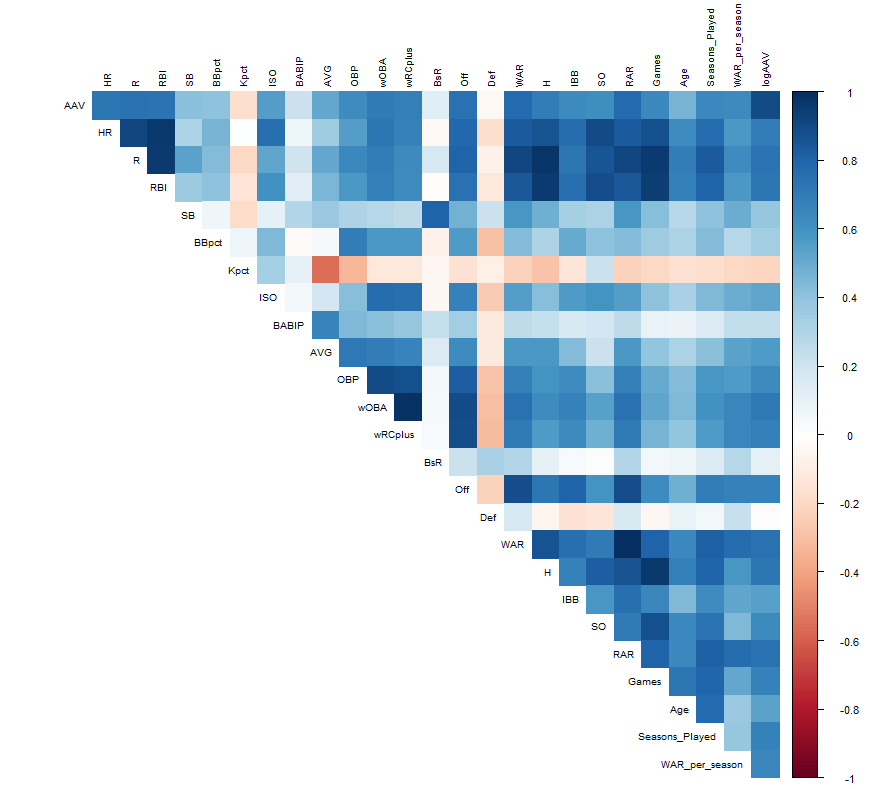 HR R RBI SB BBpct Kpct ISO BABIP AVG OBP wOBA wRCplus BsR Off Def WAR H IBB SO RAR Games Age Seasons_Played WAR_per_season logAAV
AAV
HR
R
RBI
SB
BBpct
Kpct
ISO
BABIP
AVG
OBP
wOBA
wRCplus
BsR
Off
Def
WAR
H
IBB
SO
RAR
Games
Age
Seasons_Played
WAR_per_season
1
0.8
0.6
0.4
0.2
0
-0.2
-0.4
-0.6
-0.8
-1